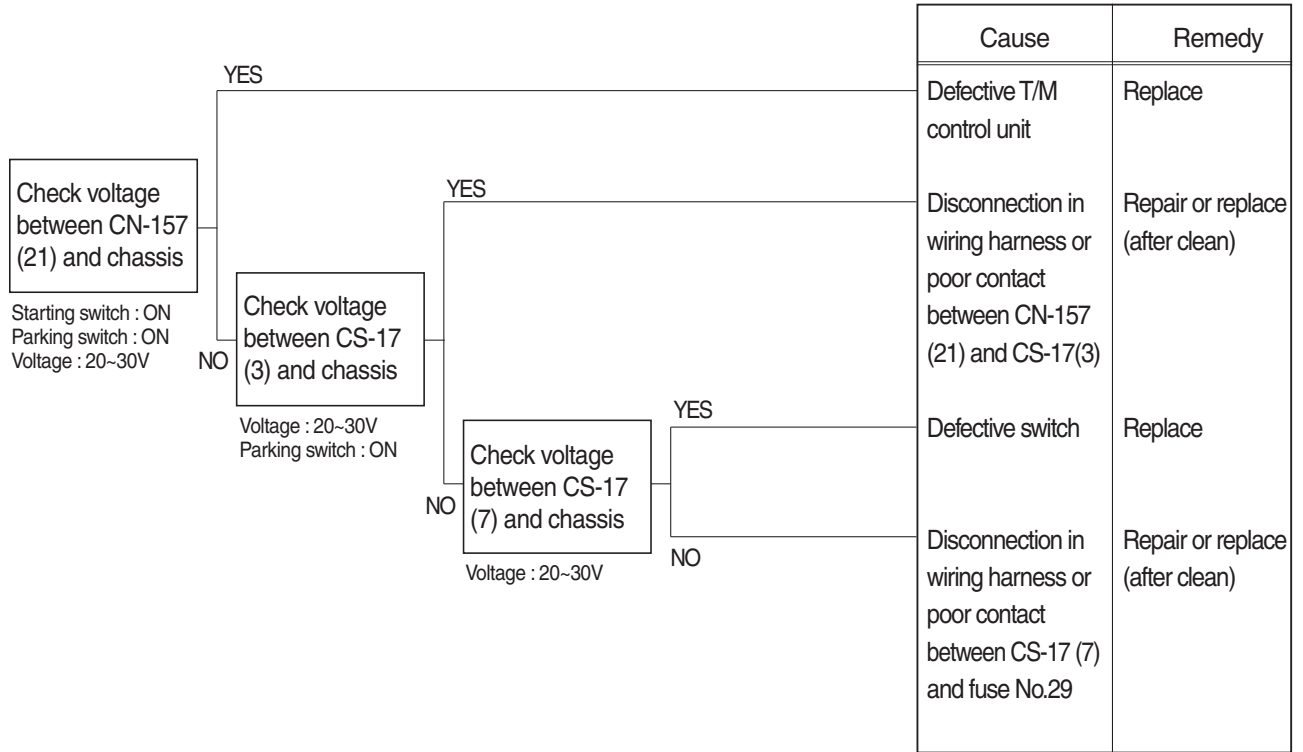 Cause
Remedy
YES
Defective T/M
control unit
Replace
Check voltage
between CN-157
(21) and chassis
Starting switch : ON
Parking switch : ON
Voltage : 20~30V
YES
Disconnection in
wiring harness or
poor contact
between CN-157
(21) and CS-17(3)
Repair or replace
(after clean)
NO
Check voltage
between CS-17
(3) and chassis
Voltage : 20~30V
Parking switch : ON
YES
Defective switch
Replace
NO
Check voltage
between CS-17
(7) and chassis
Voltage : 20~30V
NO
Disconnection in
wiring harness or
poor contact
between CS-17 (7)
and fuse No.29
Repair or replace
(after clean)